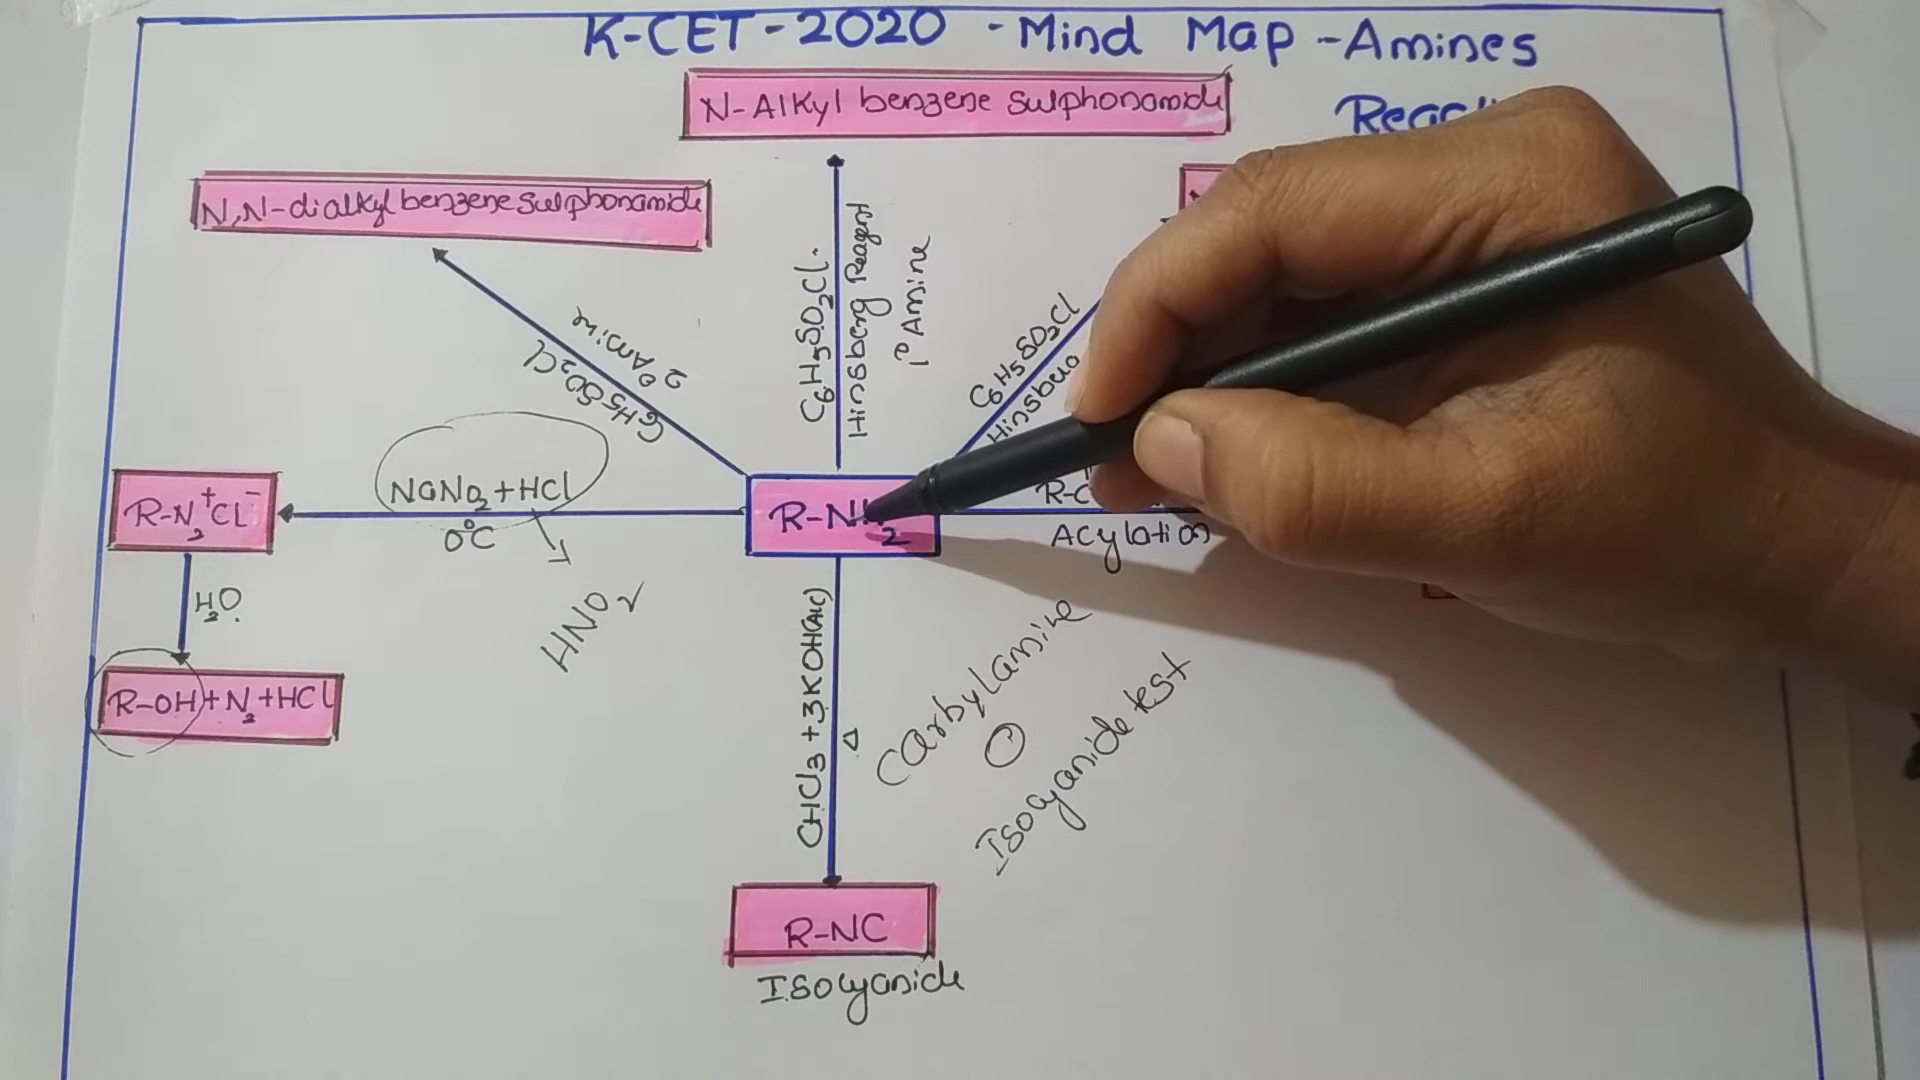 K-CET-2020 - Mind Map - Amines
N-Alkyl benzene sulphonamide
N,N-dialkyl benzene sulphonamide
C6H5SO2Cl.
Hinsberg Reagent
1° Amine
2° Amine
C6H5SO2Cl
C6H5SO2Cl
NaNO2+HCl
0°C
HNO2
R-N2+Cl-
H2O.
R-OH+N2+HCl
R-NH2
Acylation
CHCl3 + 3KOH(Alc)
Δ
Carbylamine
Isocyanide test
R-NC
Isocyanide